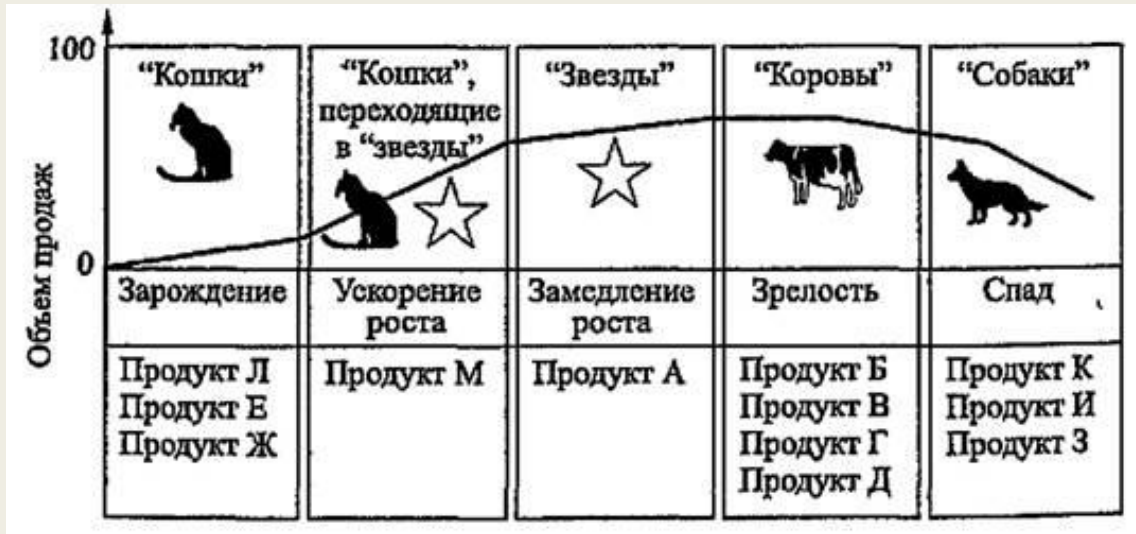 100
0
Объем продаж
“Кошки”
“Кошки”,
переходящие
в “звезды”
“Звезды”
“Коровы”
“Собаки”
Зарождение
Ускорение
роста
Замедление
роста
Зрелость
Спад
Продукт Л
Продукт Е
Продукт Ж
Продукт М
Продукт А
Продукт Б
Продукт В
Продукт Г
Продукт Д
Продукт К
Продукт И
Продукт З